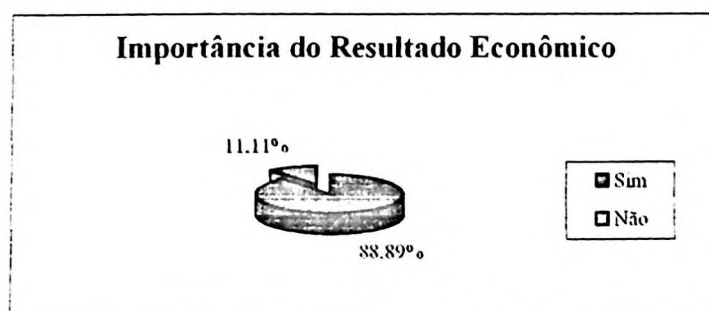 Importância do Resultado Econômico
11.11%
Sim
Não
88.89%